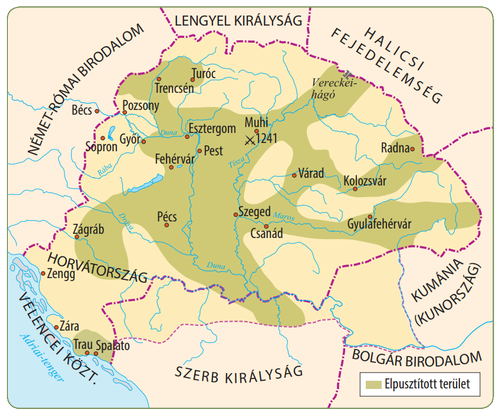 LENGYEL KIRÁLYSÁG
HALICSI
FEJEDELEMSÉG
NÉMET-RÓMAI BIRODALOM
Turóc
Trencsén
Vereckei-
hágó
Bécs
Pozsony
Sopron
Győr
Duna
Esztergom
Muhi
1241
Rába
Pest
Tisza
Radna
Fehérvár
Várad
Kolozsvár
Dráva
Pécs
Szeged
Maros
Gyulafehérvár
Csanád
Zágráb
Duna
HORVÁTORSZÁG
Zengg
KUMÁNIA
(KUNORSZÁG)
VELENCEI KÖZT.
Zára
Adriai-tenger
Trau
Spalato
SZERB KIRÁLYSÁG
BOLGÁR BIRODALOM
Elpusztított terület